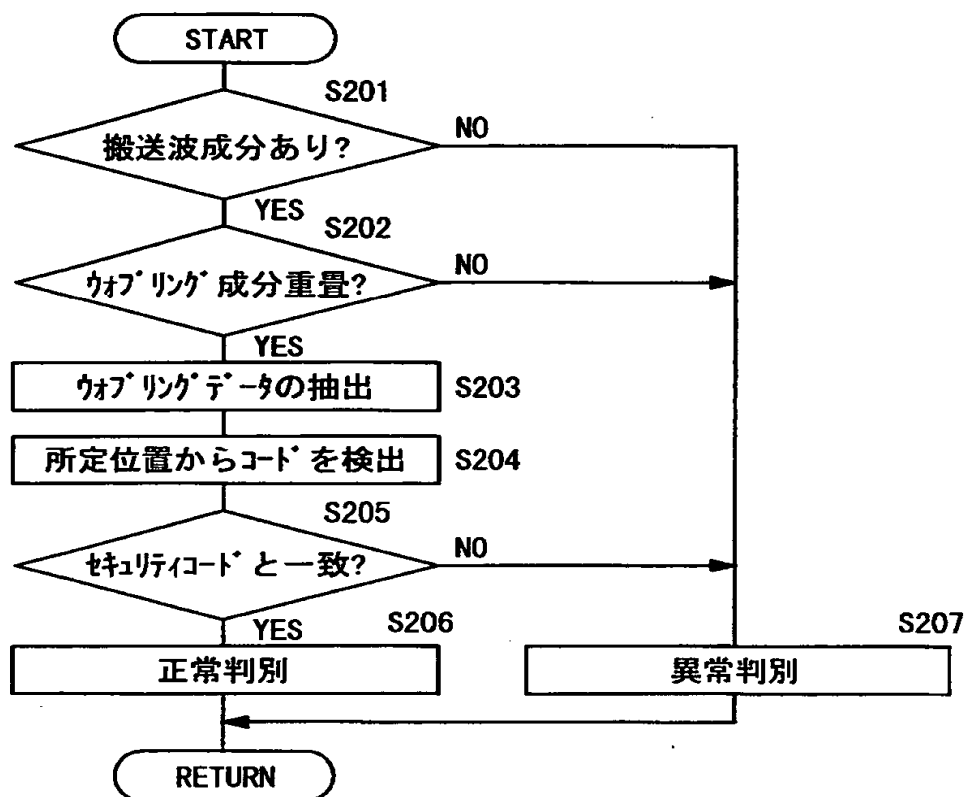 START
S201
搬送波成分あり?
NO
YES
S202
ｳｫﾌﾞﾘﾝｸﾞ成分重畳?
NO
YES
ｳｫﾌﾞﾘﾝｸﾞﾃﾞｰﾀの抽出
S203
所定位置からｺｰﾄﾞを検出
S204
S205
ｾｷｭﾘﾃｨｺｰﾄﾞと一致?
NO
YES
S206
S207
正常判別
異常判別
RETURN